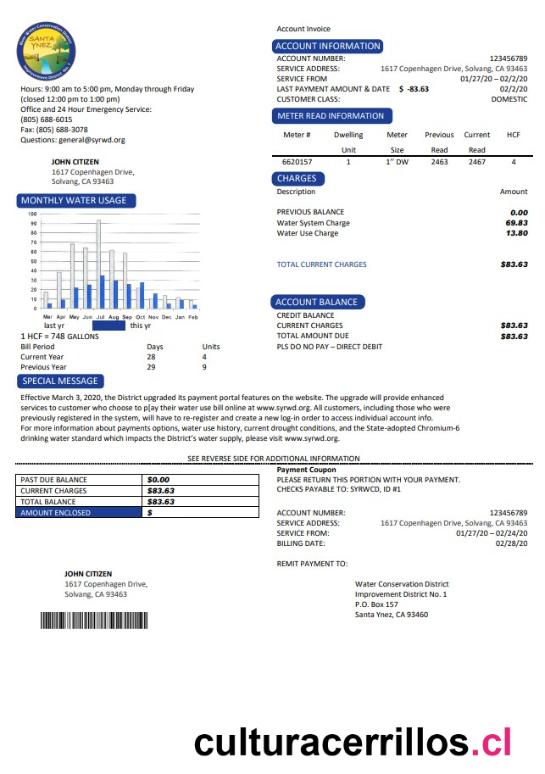 SANTA
YNEZ
Hours: 9:00 am to 5:00 pm, Monday through Friday
(closed 12:00 pm to 1:00 pm)
Office and 24 Hour Emergency Service:
(805) 688-6015
Fax: (805) 688-3078
Questions: general@syrwd.org
JOHN CITIZEN
1617 Copenhagen Drive,
Solvang, CA 93463
MONTHLY WATER USAGE
100
90
80
70
60
50
40
30
20
10
0
Mar Apr May Jun Jul Aug Sep Oct Nov Dec Jan Feb
last yr this yr
1 HCF = 748 GALLONS
Bill Period Days Units
Current Year 28 4
Previous Year 29 9
Account Invoice
ACCOUNT INFORMATION
ACCOUNT NUMBER: 123456789
SERVICE ADDRESS: 1617 Copenhagen Drive, Solvang, CA 93463
SERVICE FROM 01/27/20 – 02/2/20
LAST PAYMENT AMOUNT & DATE $ -83.63 02/2/20
CUSTOMER CLASS: DOMESTIC
METER READ INFORMATION
Meter # Dwelling Meter Previous Current HCF
Unit Size Read Read
6620157 1 1" DW 2463 2467 4
CHARGES
Description Amount
PREVIOUS BALANCE 0.00
Water System Charge 69.83
Water Use Charge 13.80
TOTAL CURRENT CHARGES $83.63
ACCOUNT BALANCE
CREDIT BALANCE
CURRENT CHARGES $83.63
TOTAL AMOUNT DUE $83.63
PLS DO NO PAY – DIRECT DEBIT
SPECIAL MESSAGE
Effective March 3, 2020, the District upgraded its payment portal features on the website. The upgrade will provide enhanced
services to customer who choose to p[ay their water use bill online at www.syrwd.org. All customers, including those who were
previously registered in the system, will have to re-register and create a new log-in order to access individual account info.
For more information about payments options, water use history, current drought conditions, and the State-adopted Chromium-6
drinking water standard which impacts the District's water supply, please visit www.syrwd.org.
SEE REVERSE SIDE FOR ADDITIONAL INFORMATION
PAST DUE BALANCE $0.00
CURRENT CHARGES $83.63
TOTAL BALANCE $83.63
AMOUNT ENCLOSED $
Payment Coupon
PLEASE RETURN THIS PORTION WITH YOUR PAYMENT.
CHECKS PAYABLE TO: SYRWCD, ID #1
ACCOUNT NUMBER: 123456789
SERVICE ADDRESS: 1617 Copenhagen Drive, Solvang, CA 93463
SERVICE FROM: 01/27/20 – 02/24/20
BILLING DATE: 02/28/20
REMIT PAYMENT TO:
JOHN CITIZEN
1617 Copenhagen Drive,
Solvang, CA 93463
Water Conservation District
Improvement District No. 1
P.O. Box 157
Santa Ynez, CA 93460
culturacerrillos.cl